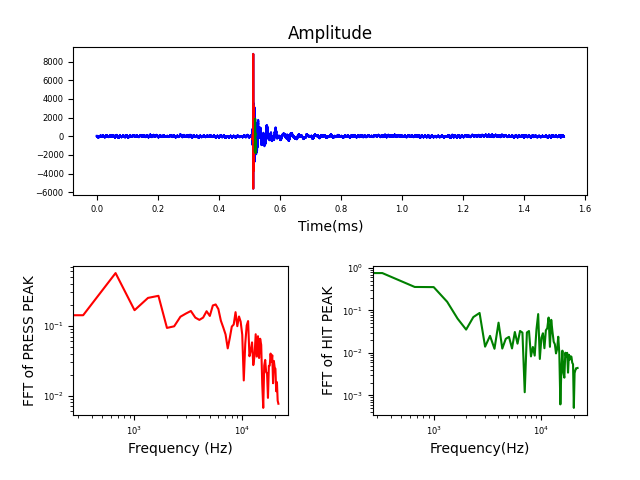 Amplitude
8000
6000
4000
2000
0
−2000
−4000
−6000
0.0 0.2 0.4 0.6 0.8 1.0 1.2 1.4 1.6
Time(ms)
FFT of PRESS PEAK
10⁻¹
10⁻²
10³ 10⁴
Frequency (Hz)
FFT of HIT PEAK
10⁰
10⁻¹
10⁻²
10⁻³
10³ 10⁴
Frequency(Hz)